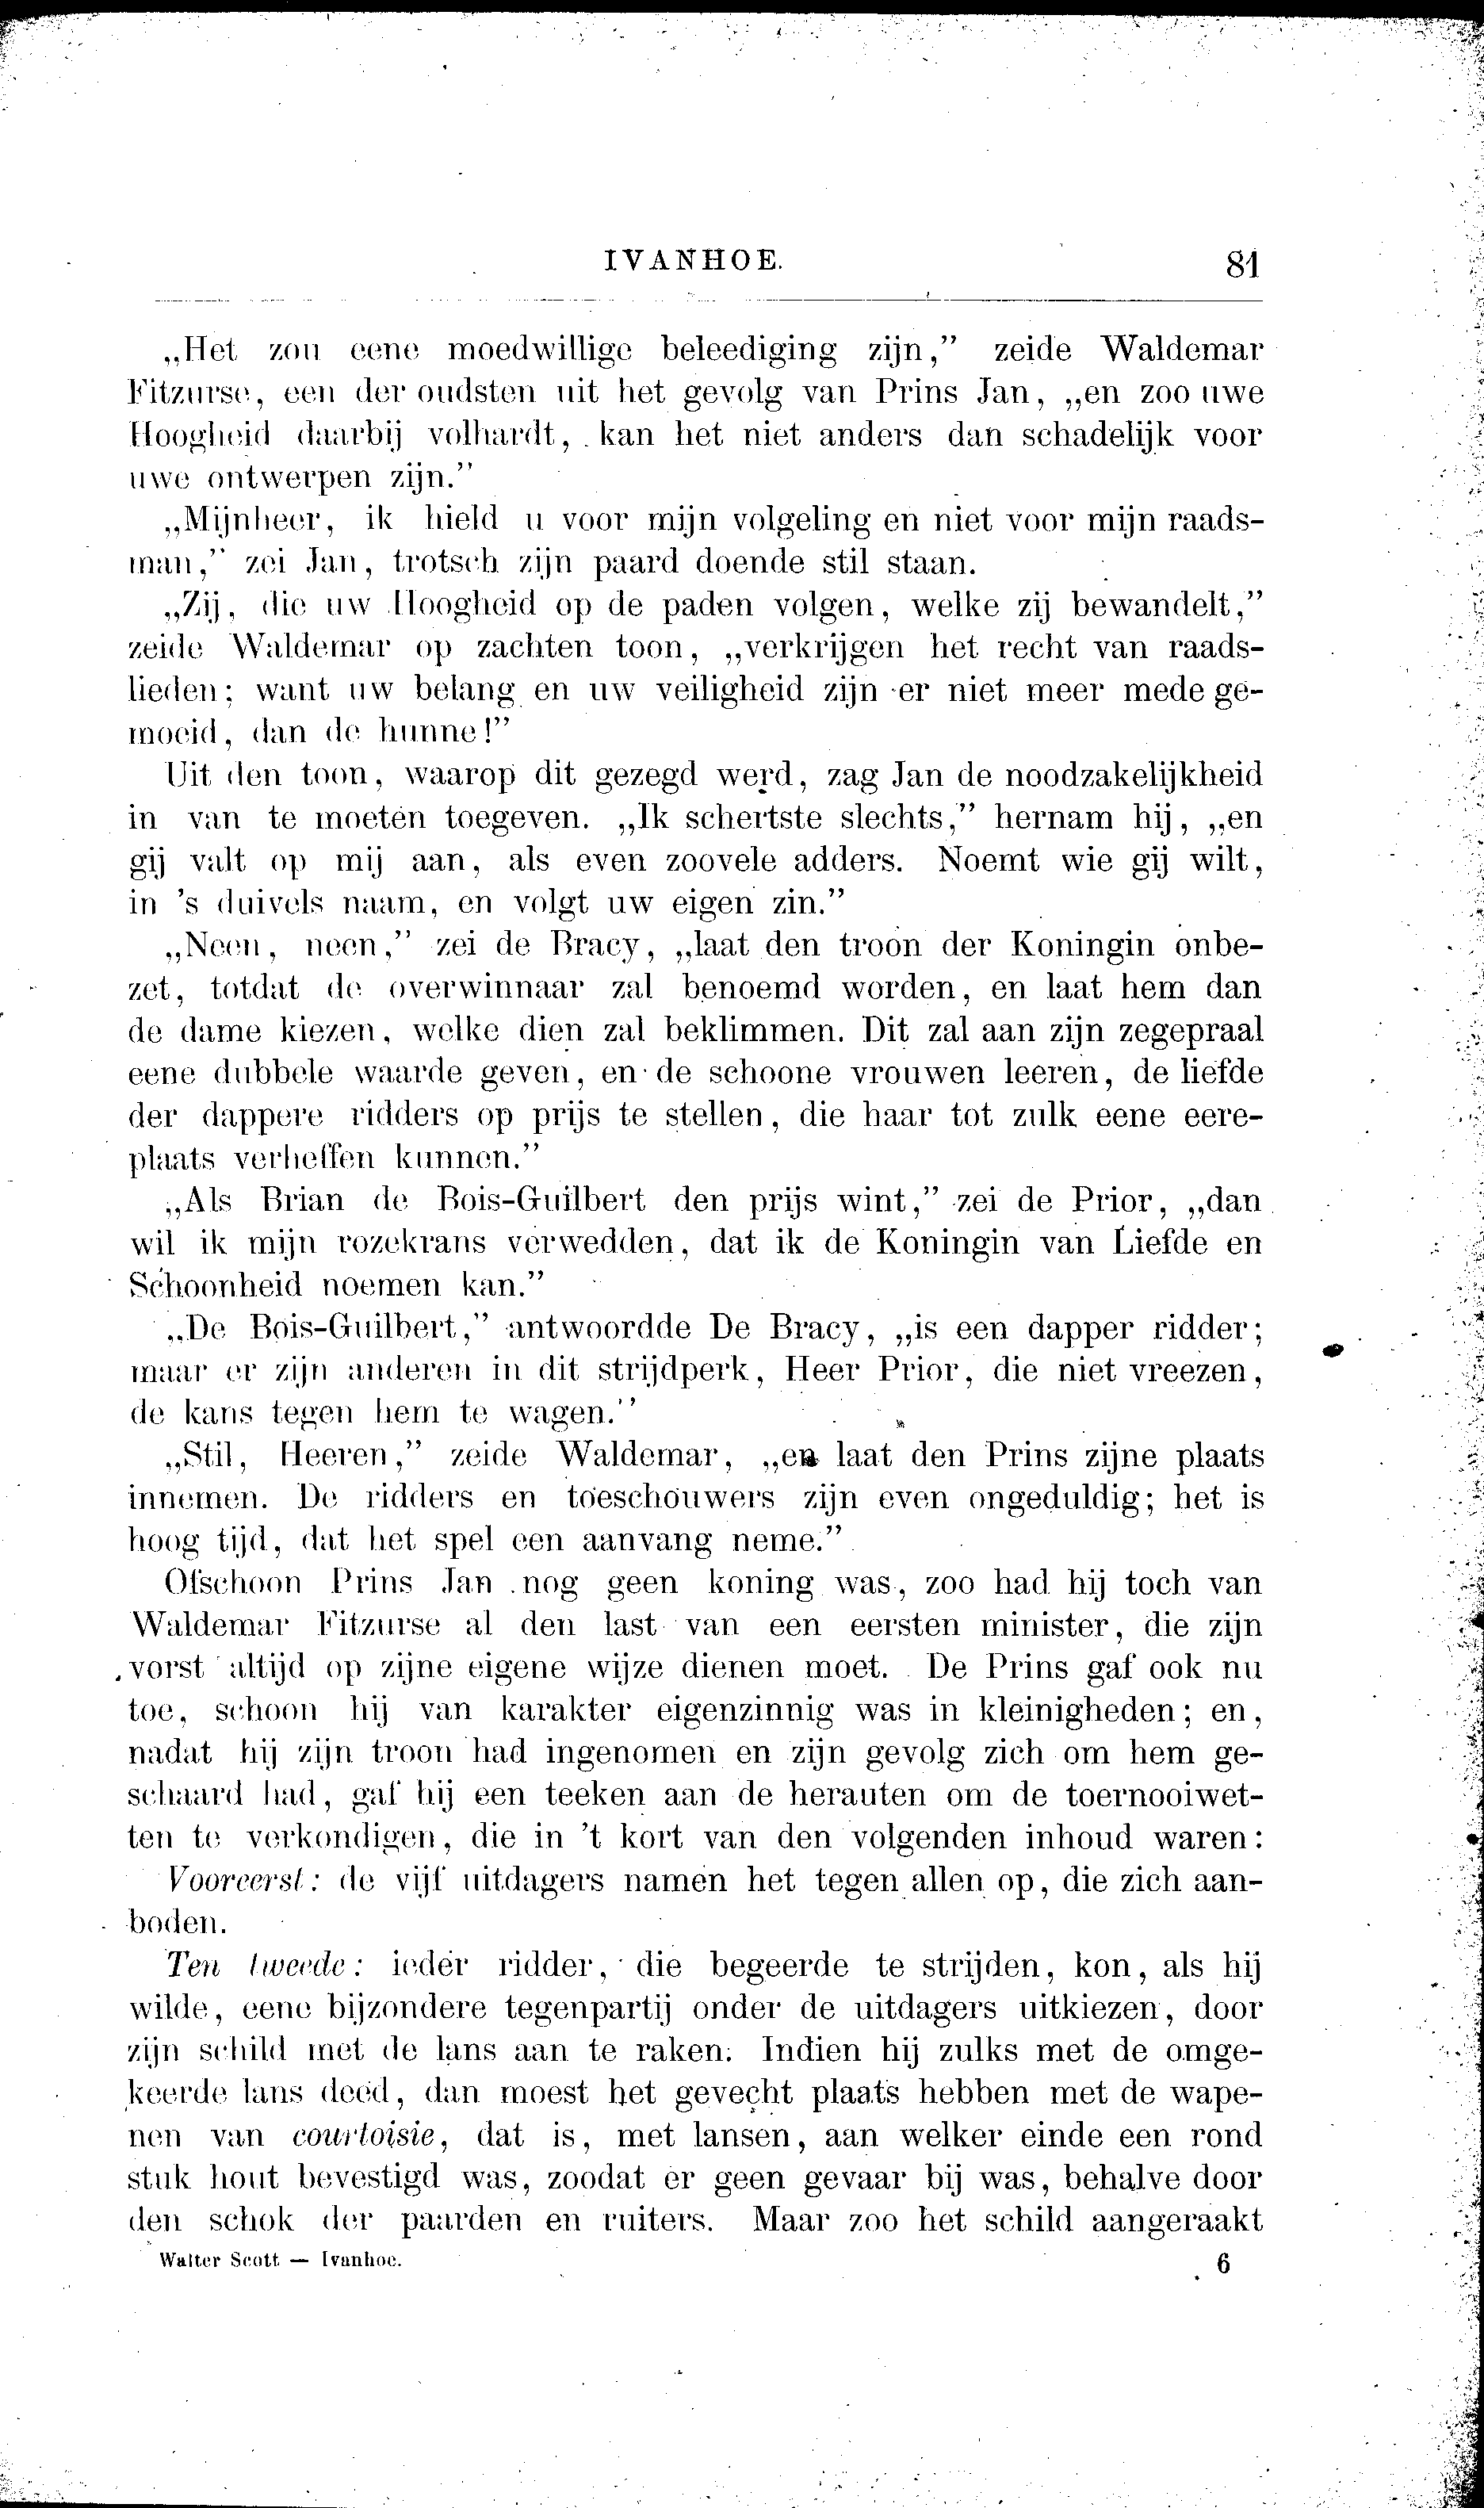 IVANHOE. 81
„Het zou eene moedwillige beleediging zijn,” zeide Waldemar
Fitzurse, een der oudsten uit het gevolg van Prins Jan, „en zoo uwe
Hoogheid daarbij volhardt, kan het niet anders dan schadelijk voor
uwe ontwerpen zijn.”
„Mijnheer, ik hield u voor mijn volgeling en niet voor mijn raads-
man,” zei Jan, trotsch zijn paard doende stil staan.
„Zij, die uw Hoogheid op de paden volgen, welke zij bewandelt,”
zeide Waldemar op zachten toon, „verkrijgen het recht van raads-
lieden; want uw belang en uw veiligheid zijn er niet meer mede ge-
moeid, dan de hunne!”
Uit den toon, waarop dit gezegd werd, zag Jan de noodzakelijkheid
in van te moeten toegeven. „Ik schertste slechts,” hernam hij, „en
gij valt op mij aan, als even zoovele adders. Noemt wie gij wilt,
in 's duivels naam, en volgt uw eigen zin.”
„Neen, neen,” zei de Bracy, „laat den troon der Koningin onbe-
zet, totdat de overwinnaar zal benoemd worden, en laat hem dan
de dame kiezen, welke dien zal beklimmen. Dit zal aan zijn zegepraal
eene dubbele waarde geven, en de schoone vrouwen leeren, de liefde
der dappere ridders op prijs te stellen, die haar tot zulk eene eere-
plaats verheffen kunnen.”
„Als Brian de Bois-Guilbert den prijs wint,” zei de Prior, „dan
wil ik mijn rozekrans verwedden, dat ik de Koningin van Liefde en
Schoonheid noemen kan.”
„De Bois-Guilbert,” antwoordde De Bracy, „is een dapper ridder;
maar er zijn anderen in dit strijdperk, Heer Prior, die niet vreezen,
de kans tegen hem te wagen.”
„Stil, Heeren,” zeide Waldemar, „en laat den Prins zijne plaats
innemen. De ridders en toeschouwers zijn even ongeduldig; het is
hoog tijd, dat het spel een aanvang neme.”
Ofschoon Prins Jan nog geen koning was, zoo had hij toch van
Waldemar Fitzurse al den last van een eersten minister, die zijn
vorst altijd op zijne eigene wijze dienen moet. De Prins gaf ook nu
toe, schoon hij van karakter eigenzinnig was in kleinigheden; en,
nadat hij zijn troon had ingenomen en zijn gevolg zich om hem ge-
schaard had, gaf hij een teeken aan de herauten om de toernooiwet-
ten te verkondigen, die in 't kort van den volgenden inhoud waren:
Vooreerst: de vijf uitdagers namen het tegen allen op, die zich aan-
boden.
Ten tweede: ieder ridder, die begeerde te strijden, kon, als hij
wilde, eene bijzondere tegenpartij onder de uitdagers uitkiezen, door
zijn schild met de lans aan te raken. Indien hij zulks met de omge-
keerde lans deed, dan moest het gevecht plaats hebben met de wape-
nen van courtoisie, dat is, met lansen, aan welker einde een rond
stuk hout bevestigd was, zoodat er geen gevaar bij was, behalve door
den schok der paarden en ruiters. Maar zoo het schild aangeraakt
Walter Scott — Ivanhoe. 6